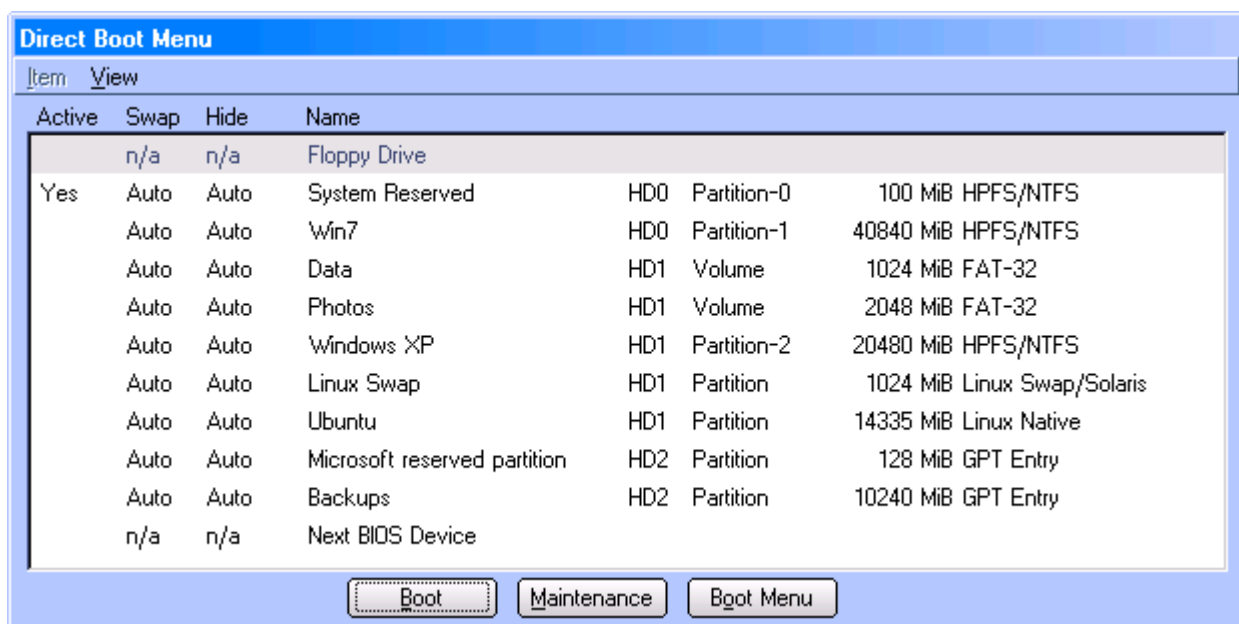 Direct Boot Menu
Item View
Active Swap Hide Name
n/a n/a Floppy Drive
Yes Auto Auto System Reserved HD0 Partition-0 100 MiB HPFS/NTFS
Auto Auto Win7 HD0 Partition-1 40840 MiB HPFS/NTFS
Auto Auto Data HD1 Volume 1024 MiB FAT-32
Auto Auto Photos HD1 Volume 2048 MiB FAT-32
Auto Auto Windows XP HD1 Partition-2 20480 MiB HPFS/NTFS
Auto Auto Linux Swap HD1 Partition 1024 MiB Linux Swap/Solaris
Auto Auto Ubuntu HD1 Partition 14335 MiB Linux Native
Auto Auto Microsoft reserved partition HD2 Partition 128 MiB GPT Entry
Auto Auto Backups HD2 Partition 10240 MiB GPT Entry
n/a n/a Next BIOS Device
Boot Maintenance Boot Menu